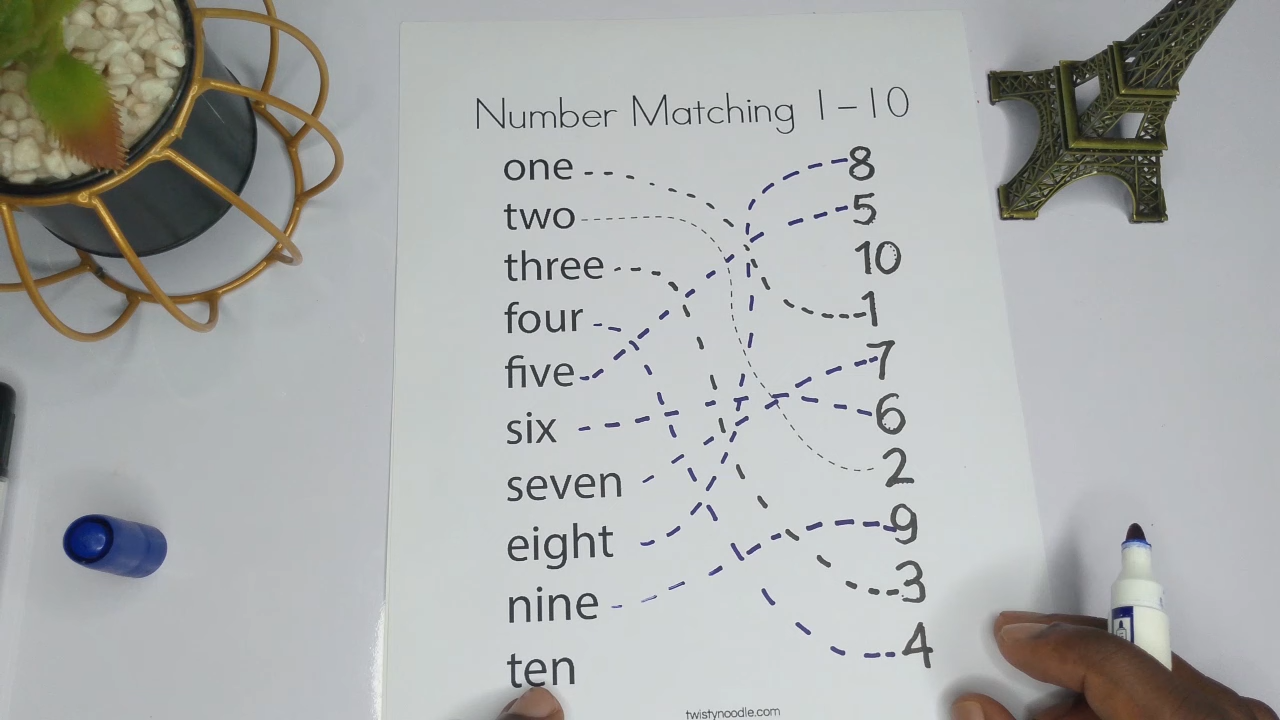 Number Matching 1-10
one 8
two 5
three 10
four 1
five 7
six 6
seven 2
eight 9
nine 3
ten 4
twistynoodle.com